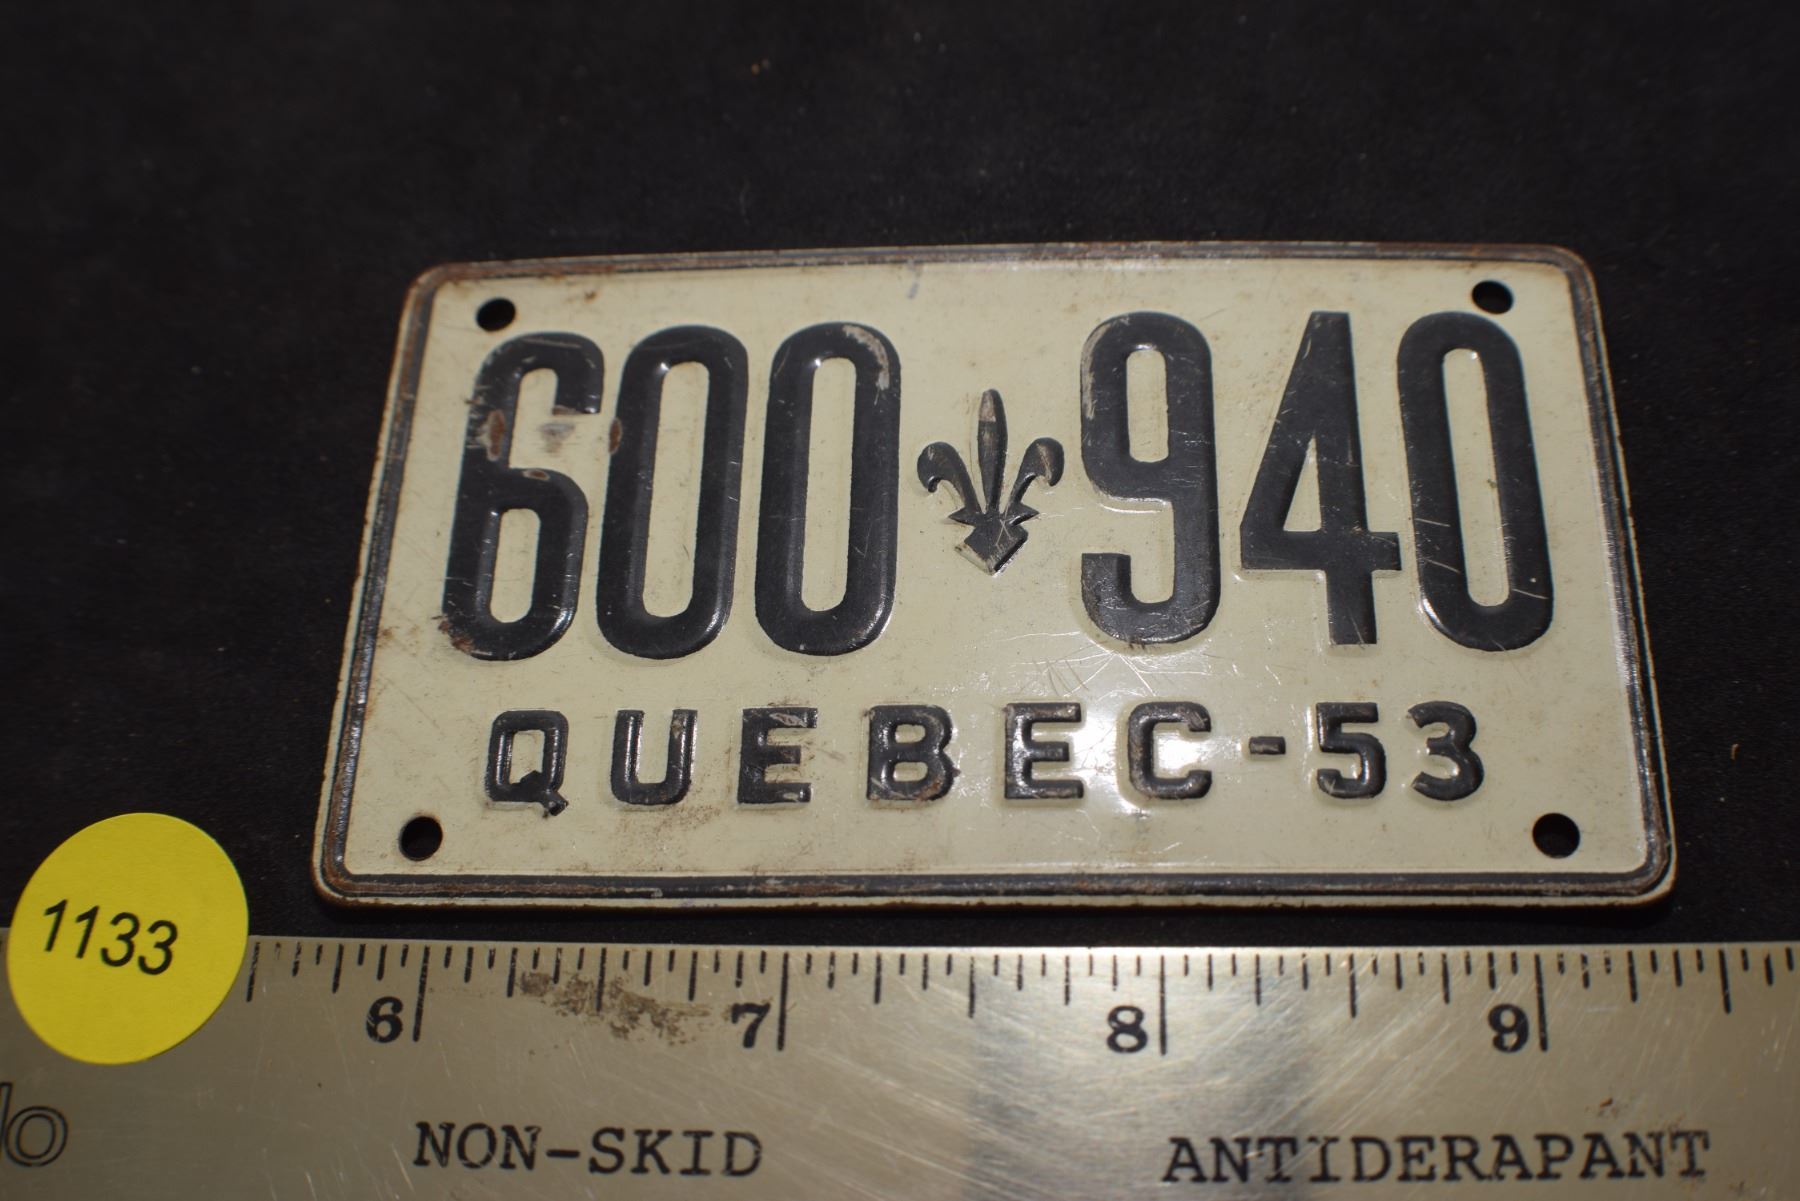 600 ⚜ 940
QUEBEC-53
1133
6 7 8 9
NON-SKID ANTIDERAPANT